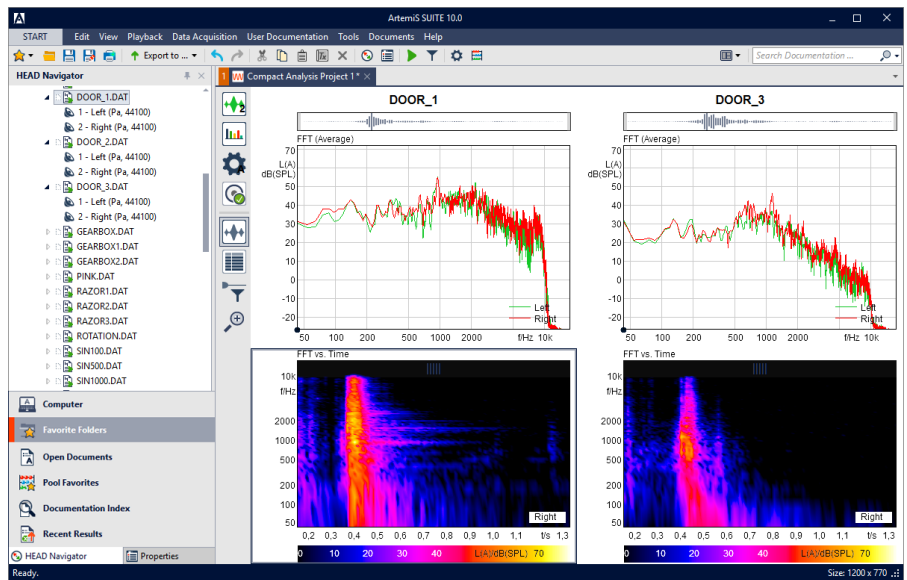 ArtemiS SUITE 10.0
START Edit View Playback Data Acquisition User Documentation Tools Documents Help
Export to ... Search Documentation ...
HEAD Navigator
1 Compact Analysis Project 1*
DOOR_1.DAT
1 - Left (Pa, 44100)
2 - Right (Pa, 44100)
DOOR_2.DAT
1 - Left (Pa, 44100)
2 - Right (Pa, 44100)
DOOR_3.DAT
1 - Left (Pa, 44100)
2 - Right (Pa, 44100)
GEARBOX.DAT
GEARBOX1.DAT
GEARBOX2.DAT
PINK.DAT
RAZOR1.DAT
RAZOR2.DAT
RAZOR3.DAT
ROTATION.DAT
SIN100.DAT
SIN500.DAT
SIN1000.DAT
Computer
Favorite Folders
Open Documents
Pool Favorites
Documentation Index
Recent Results
HEAD Navigator Properties
2
DOOR_1
FFT (Average)
70
L(A)
dB(SPL)
50
40
30
20
10
0
-10
-20
Left
Right
50 100 200 500 1000 2000 f/Hz 10K
FFT vs. Time
10k
f/Hz
2000
1000
500
200
100
50
Right
0,2 0,3 0,4 0,5 0,6 0,7 0,8 0,9 1,0 1,1 t/s 1,3
0 10 20 30 40 L(A)/dB(SPL) 70
DOOR_3
FFT (Average)
70
L(A)
dB(SPL)
50
40
30
20
10
0
-10
-20
Left
Right
50 100 200 500 1000 2000 f/Hz 10K
FFT vs. Time
10k
f/Hz
2000
1000
500
200
100
50
Right
0,2 0,3 0,4 0,5 0,6 0,7 0,8 0,9 1,0 1,1 t/s 1,3
0 10 20 30 40 L(A)/dB(SPL) 70
Ready. Size: 1200 x 770